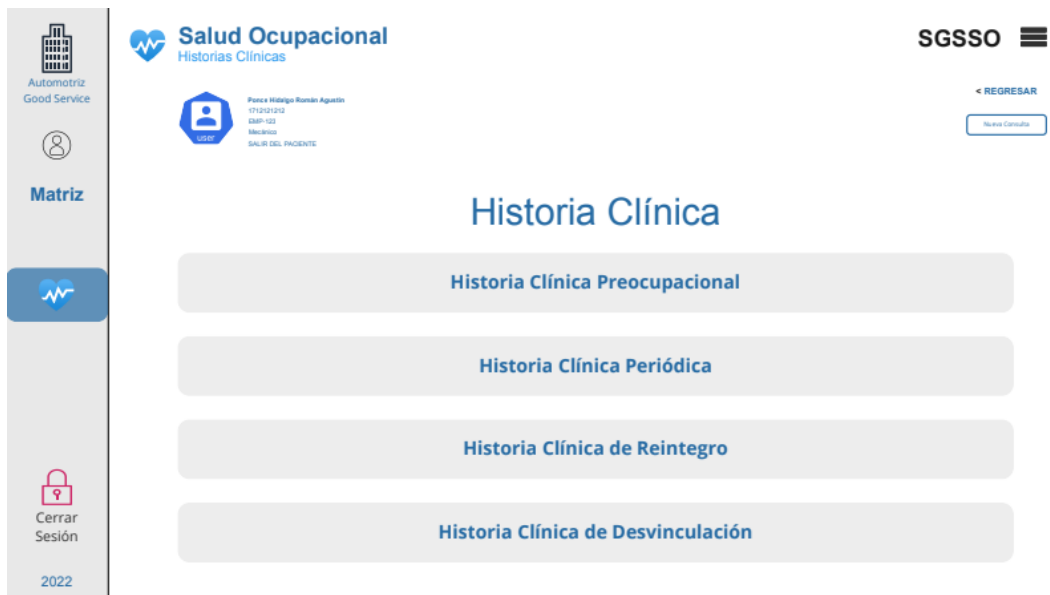 Automotriz
Good Service
Matriz
Cerrar
Sesión
2022
Salud Ocupacional
Historias Clínicas
SGSSO
user
Ponce Hidalgo Román Agustín
1712121212
EMP-123
Mecánico
SALIR DEL PACIENTE
< REGRESAR
Nueva Consulta
Historia Clínica
Historia Clínica Preocupacional
Historia Clínica Periódica
Historia Clínica de Reintegro
Historia Clínica de Desvinculación